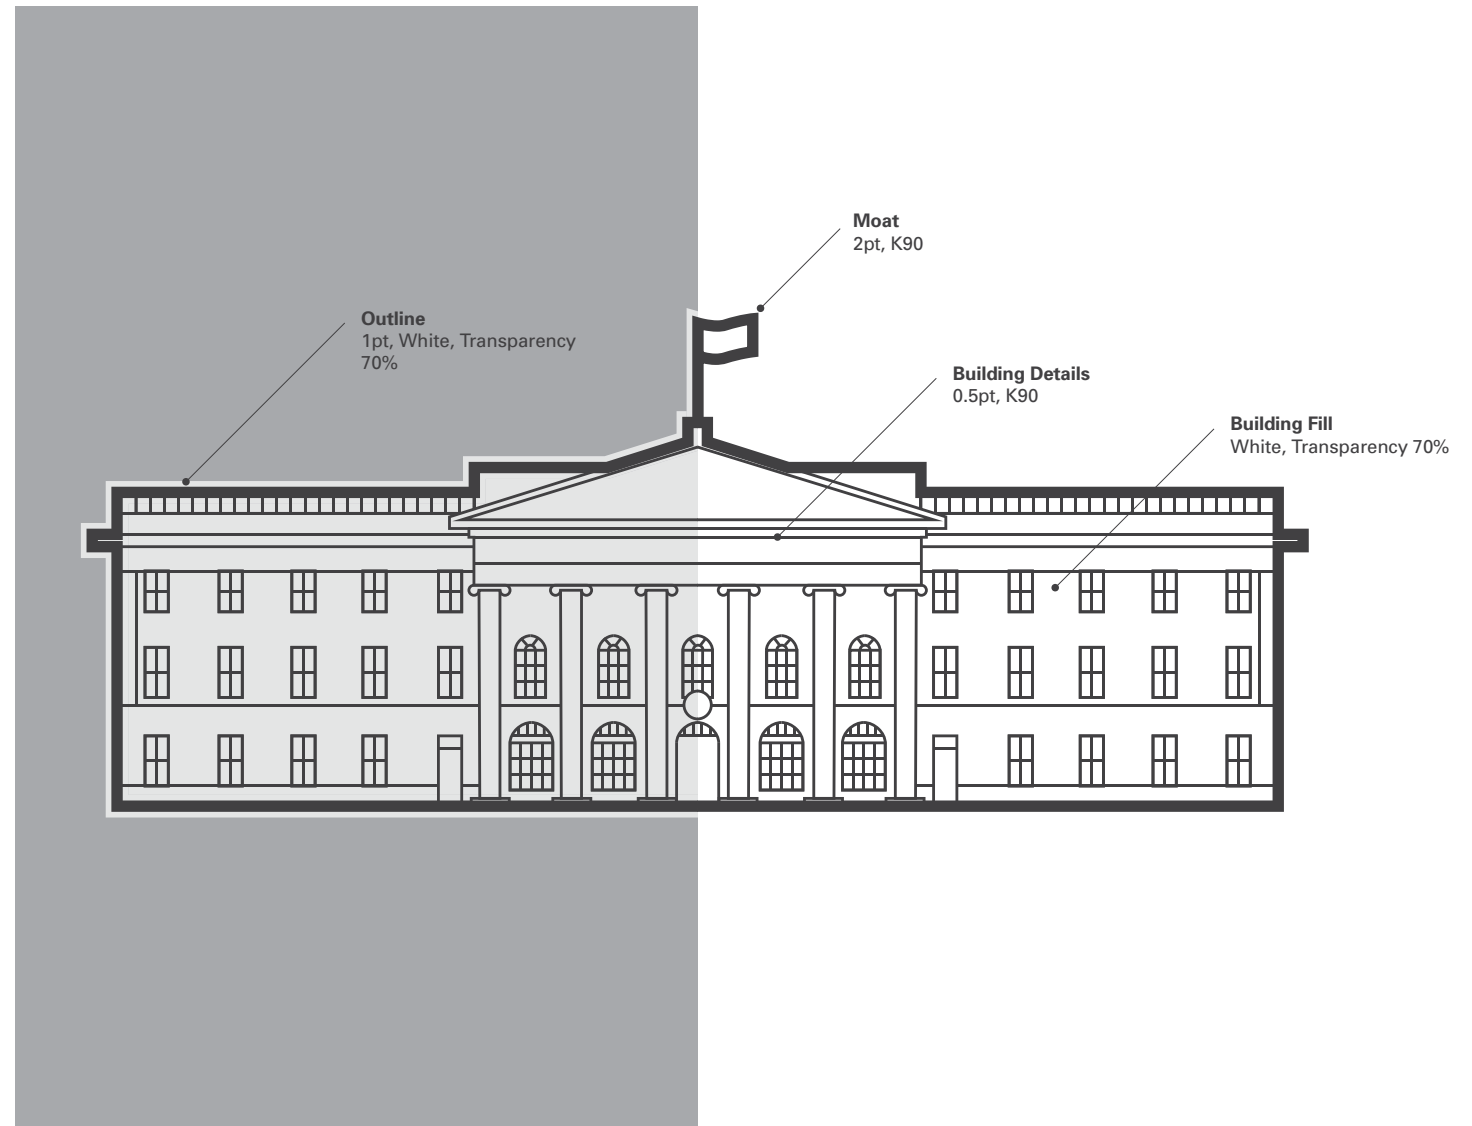 Moat
2pt, K90
Outline
1pt, White, Transparency
70%
Building Details
0.5pt, K90
Building Fill
White, Transparency 70%